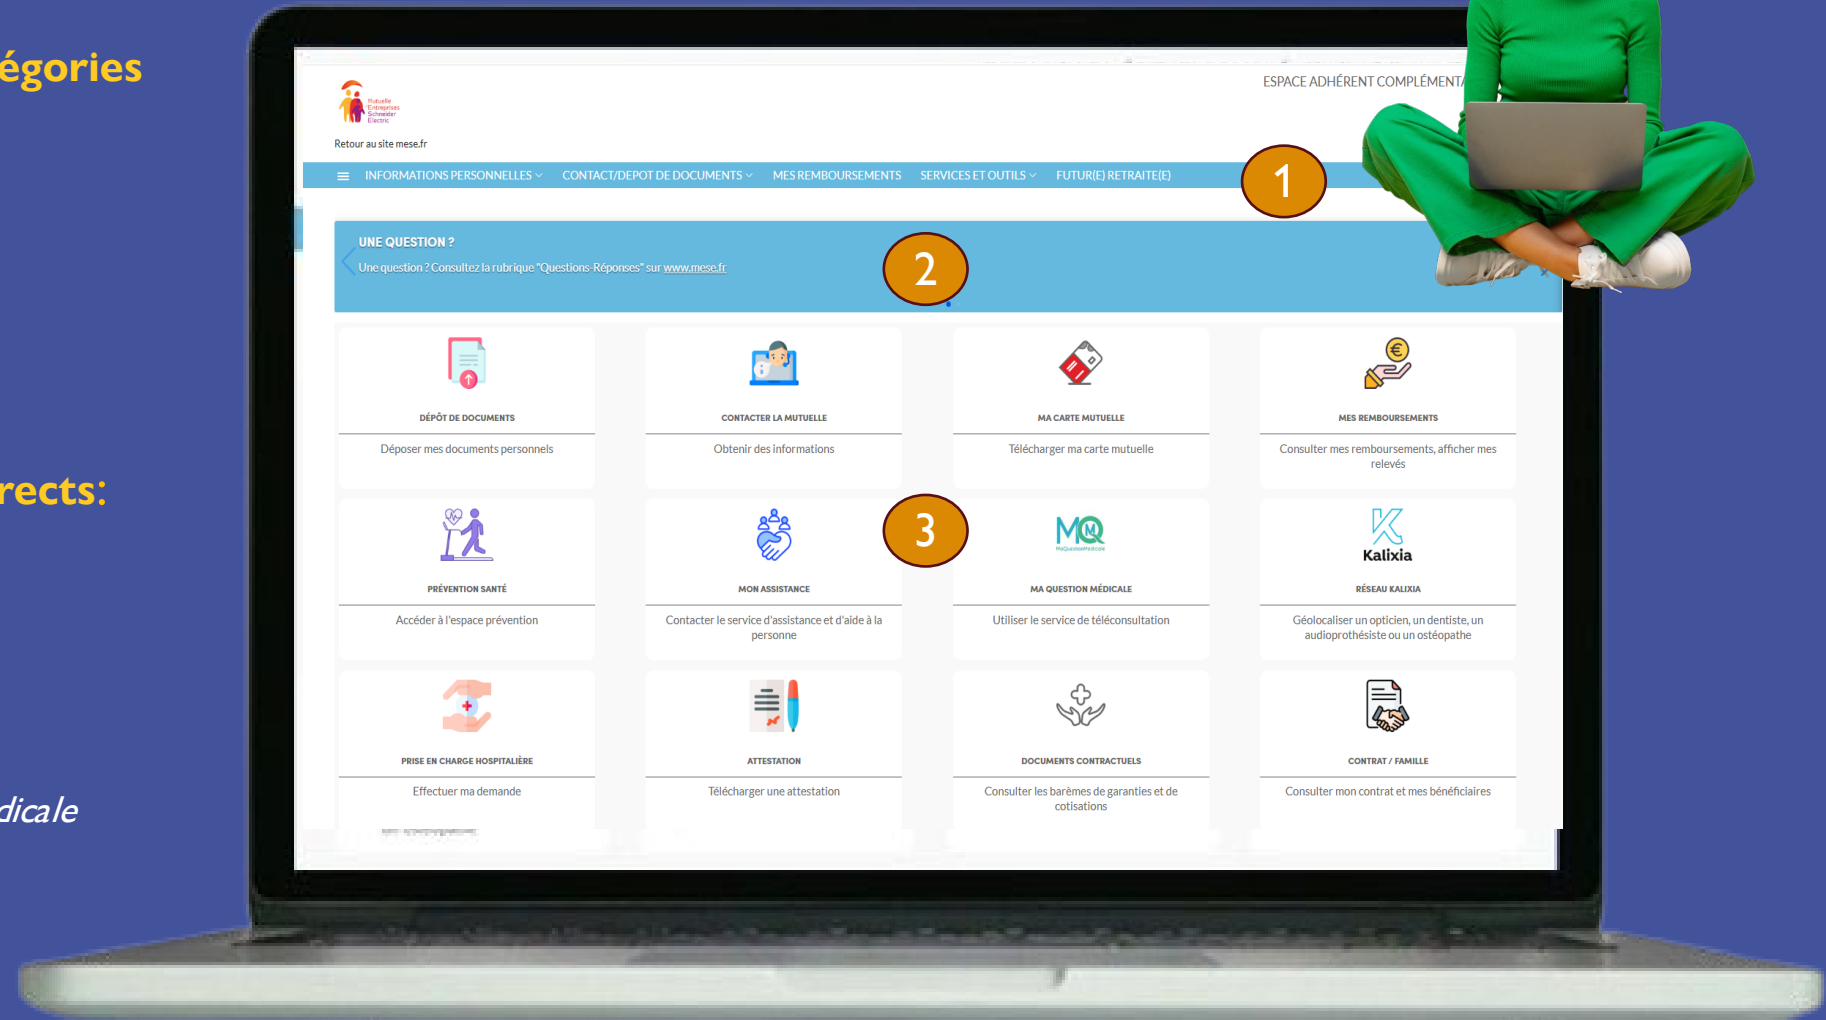 égories
rects:
dicale
ESPACE ADHÉRENT COMPLÉMENTA
Mutuelle
Entreprises
Schneider
Electric
Retour au site mese.fr
INFORMATIONS PERSONNELLES
CONTACT/DEPOT DE DOCUMENTS
MES REMBOURSEMENTS
SERVICES ET OUTILS
FUTUR(E) RETRAITE(E)
1
UNE QUESTION ?
Une question ? Consultez la rubrique "Questions-Réponses" sur www.mese.fr
2
DÉPÔT DE DOCUMENTS
Déposer mes documents personnels
CONTACTER LA MUTUELLE
Obtenir des informations
MA CARTE MUTUELLE
Télécharger ma carte mutuelle
MES REMBOURSEMENTS
Consulter mes remboursements, afficher mes
relevés
3
PRÉVENTION SANTÉ
Accéder à l'espace prévention
MON ASSISTANCE
Contacter le service d'assistance et d'aide à la
personne
MQ
M
MaQuestionMédicale
MA QUESTION MÉDICALE
Utiliser le service de téléconsultation
Kalixia
RÉSEAU KALIXIA
Géolocaliser un opticien, un dentiste, un
audioprothésiste ou un ostéopathe
PRISE EN CHARGE HOSPITALIÈRE
Effectuer ma demande
ATTESTATION
Télécharger une attestation
DOCUMENTS CONTRACTUELS
Consulter les barèmes de garanties et de
cotisations
CONTRAT / FAMILLE
Consulter mon contrat et mes bénéficiaires